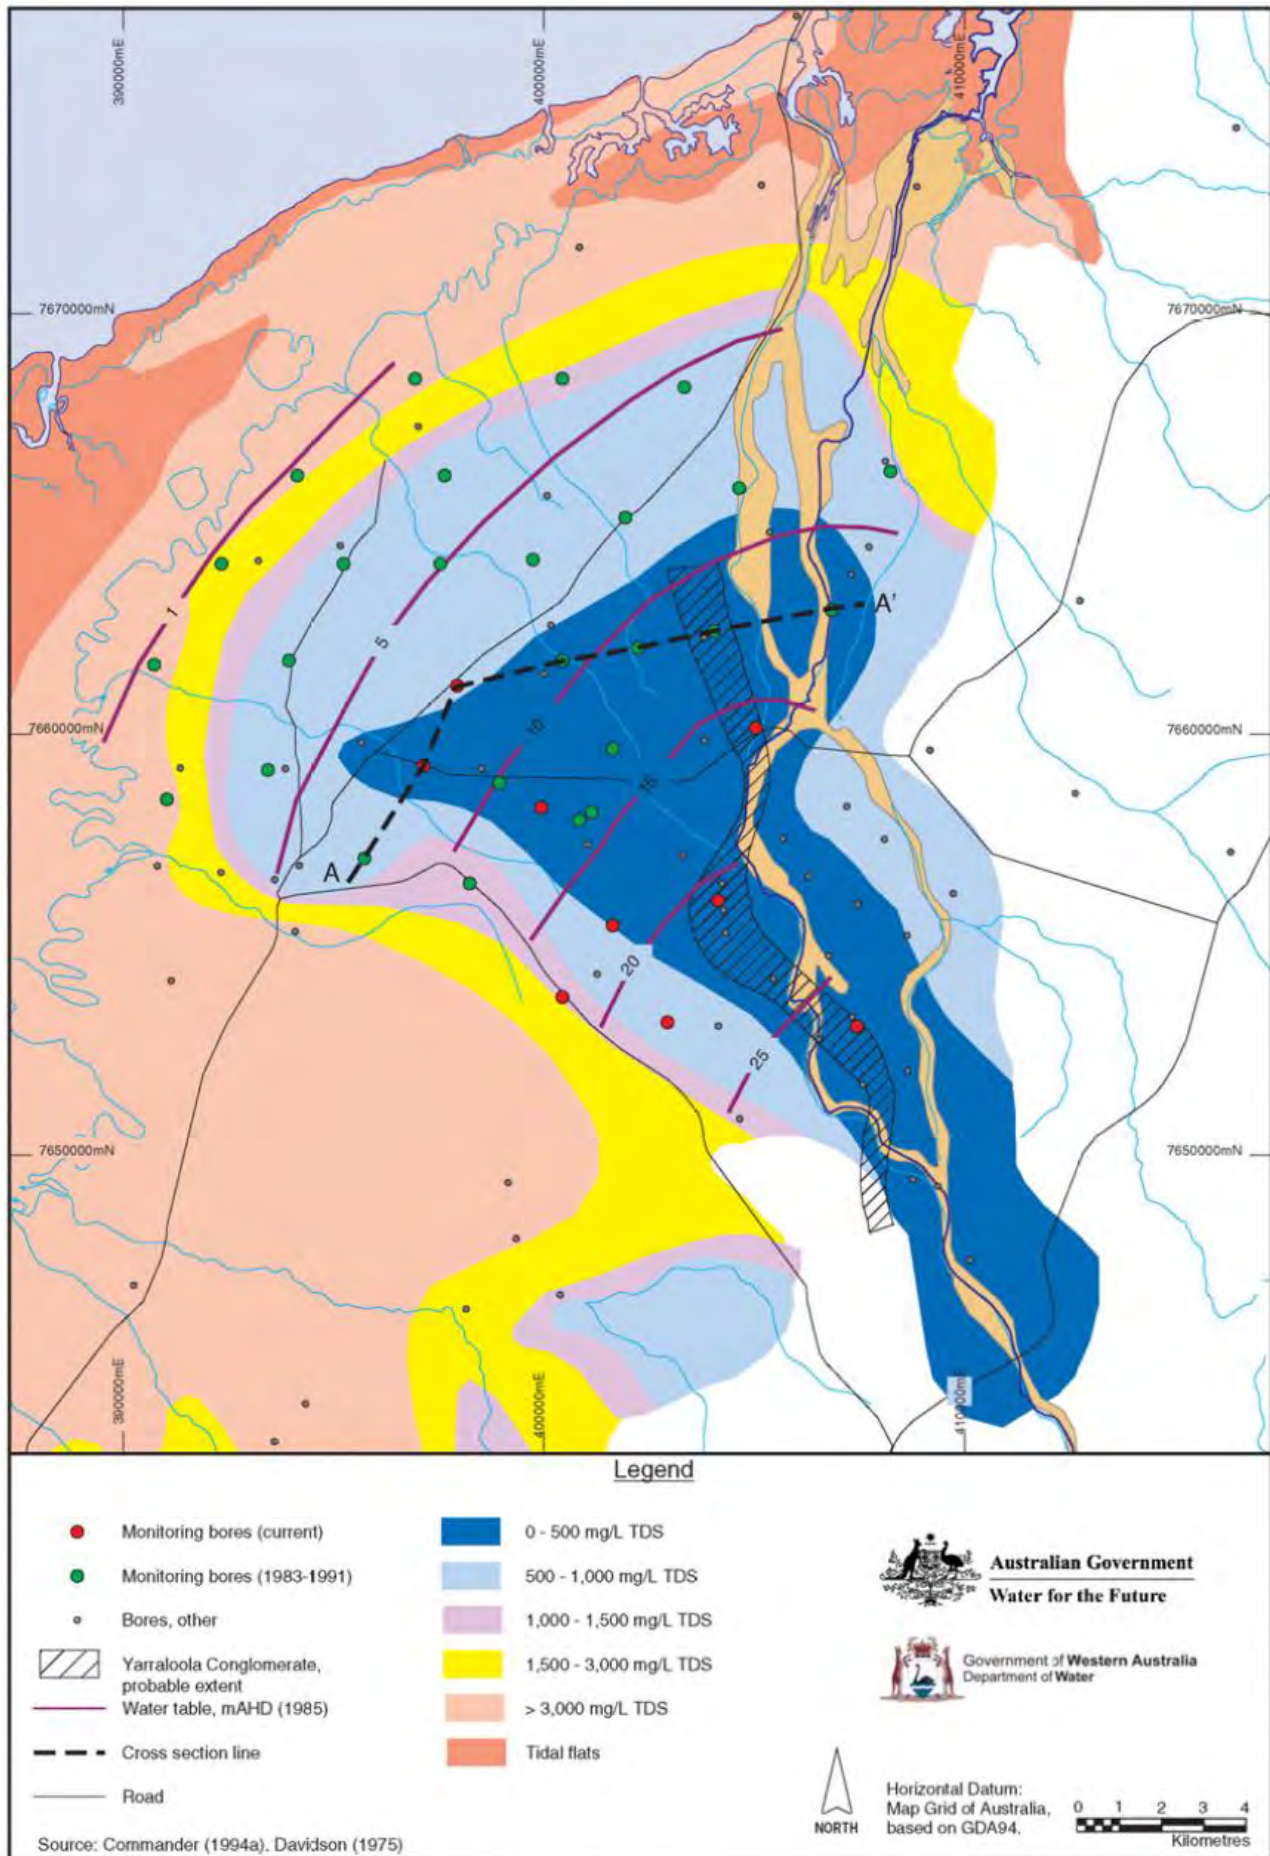 390000mE
400000mE
410000mE
7670000mN
7670000mN
1
5
A'
7660000mN
10
7660000mN
15
A
20
25
7650000mN
7650000mN
390000mE
400000mE
410000mE
Legend
Monitoring bores (current)
Monitoring bores (1983-1991)
Bores, other
Yarraloola Conglomerate,
probable extent
Water table, mAHD (1985)
Cross section line
Road
Source: Commander (1994a). Davidson (1975)
0 - 500 mg/L TDS
500 - 1,000 mg/L TDS
1,000 - 1,500 mg/L TDS
1,500 - 3,000 mg/L TDS
> 3,000 mg/L TDS
Tidal flats
Australian Government
Water for the Future
Government of Western Australia
Department of Water
NORTH
Horizontal Datum:
Map Grid of Australia,
based on GDA94.
0 1 2 3 4
Kilometres